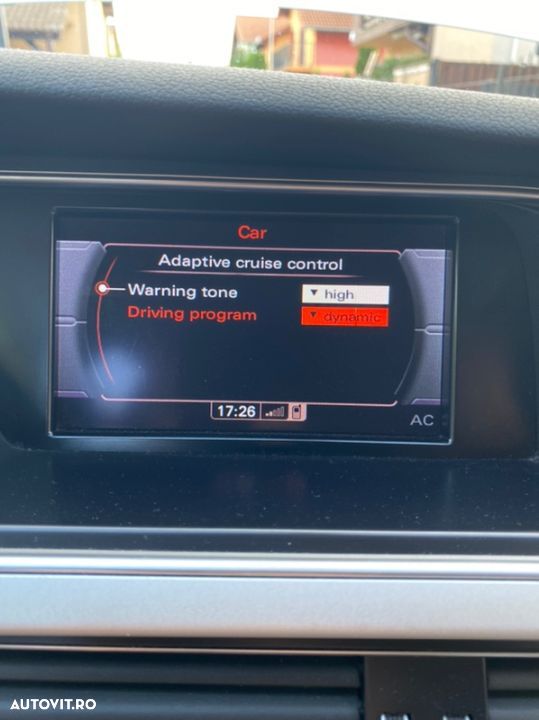 Car
Adaptive cruise control
Warning tone high
Driving program dynamic
17:26
AC
AUTOVIT.RO